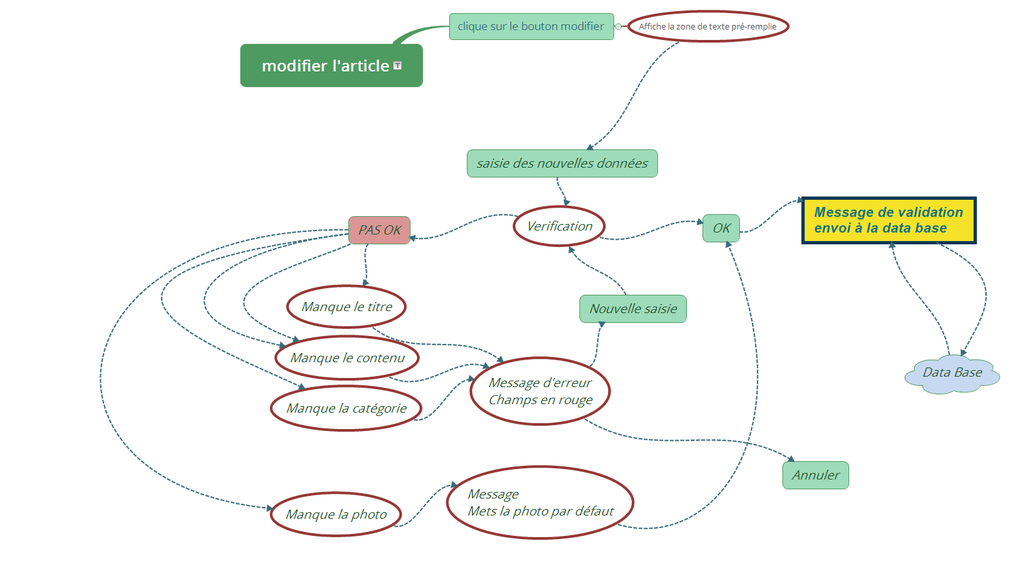 clique sur le bouton modifier
Affiche la zone de texte pré-remplie
modifier l'article
T
saisie des nouvelles données
PAS OK
Verification
OK
Message de validation
envoi à la data base
Manque le titre
Nouvelle saisie
Manque le contenu
Message d'erreur
Champs en rouge
Data Base
Manque la catégorie
Annuler
Manque la photo
Message
Mets la photo par défaut